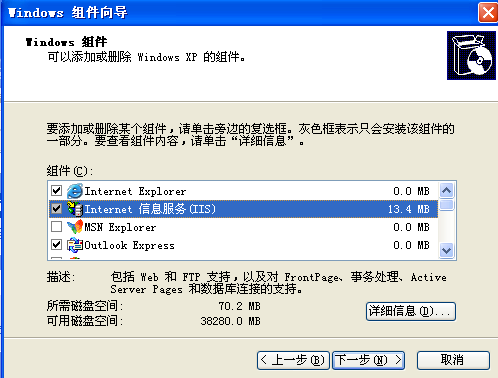 Windows 组件向导
Windows 组件
可以添加或删除 Windows XP 的组件。
要添加或删除某个组件，请单击旁边的复选框。灰色框表示只会安装该组件的
一部分。要查看组件内容，请单击“详细信息”。
组件(C):
Internet Explorer 0.0 MB
Internet 信息服务(IIS) 13.4 MB
MSN Explorer 0.0 MB
Outlook Express 0.0 MB
描述: 包括 Web 和 FTP 支持，以及对 FrontPage、事务处理、Active
Server Pages 和数据库连接的支持。
所需磁盘空间: 70.2 MB
可用磁盘空间: 38280.0 MB
详细信息(D)...
< 上一步(B) 下一步(N) > 取消